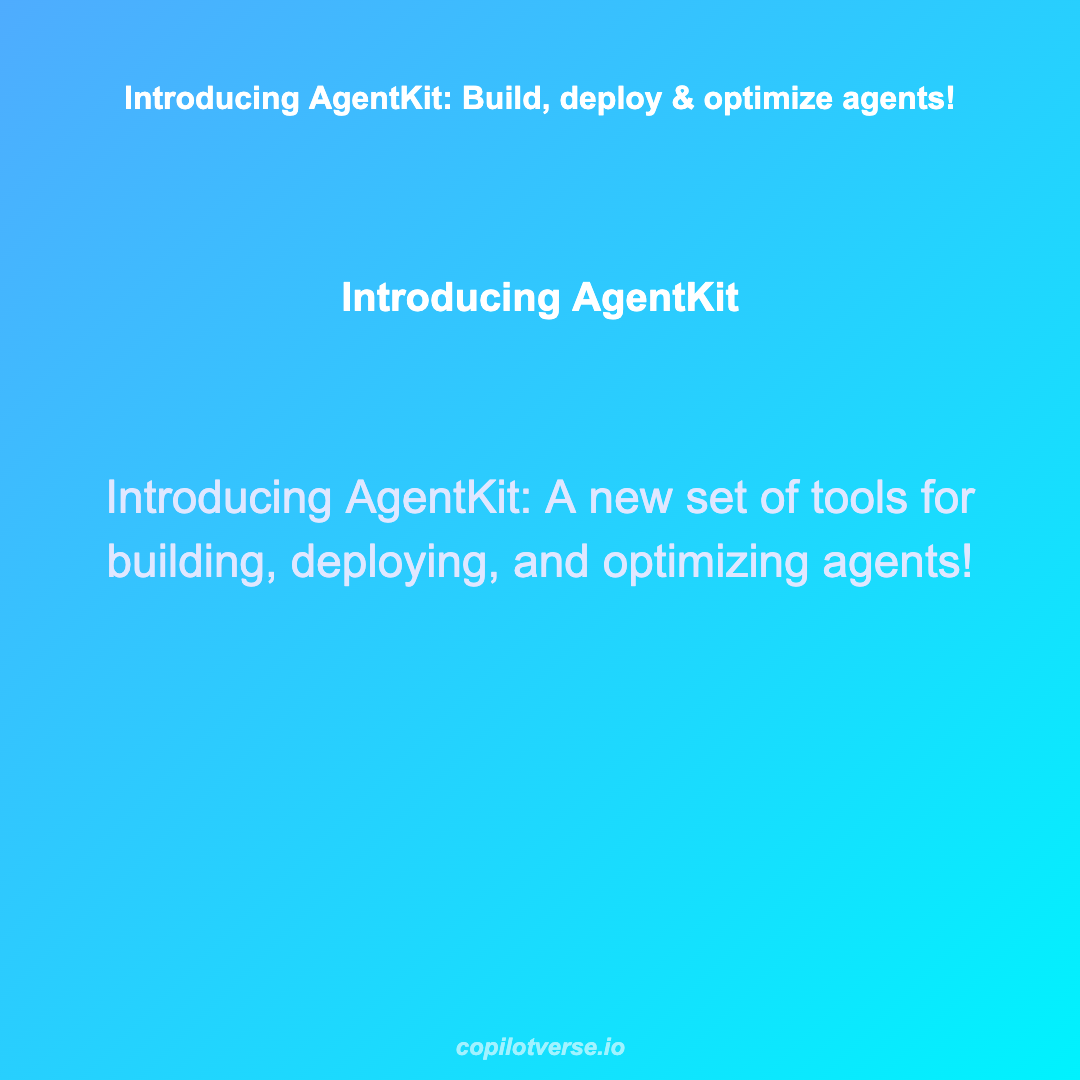 Introducing AgentKit: Build, deploy & optimize agents!
Introducing AgentKit
Introducing AgentKit: A new set of tools for
building, deploying, and optimizing agents!
copilotverse.io